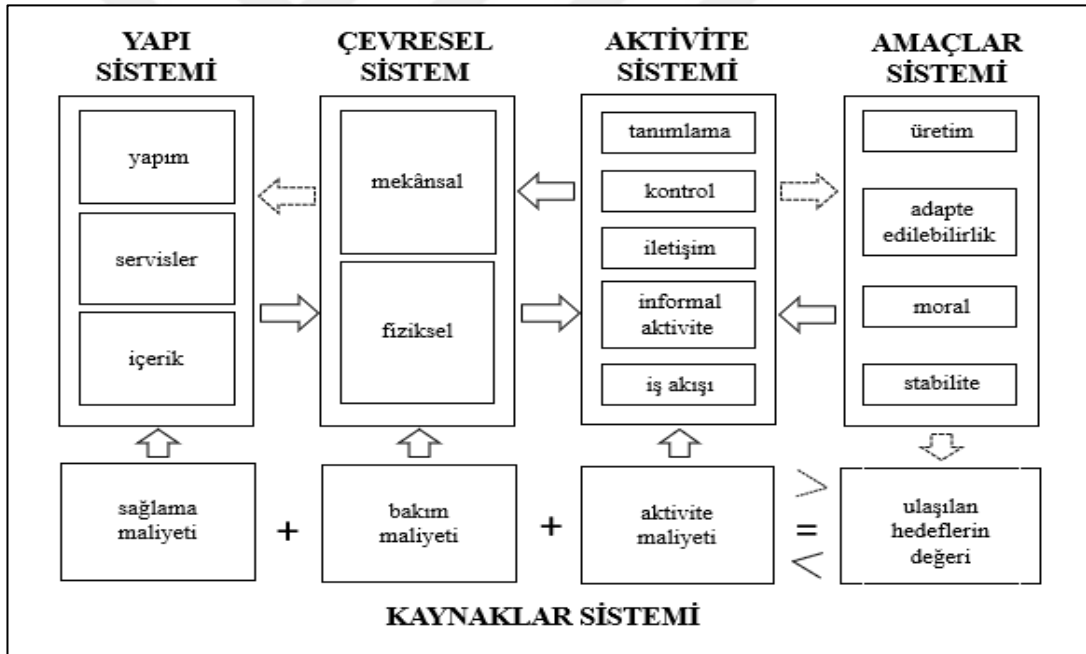 YAPI
SİSTEMİ
yapım
servisler
içerik
ÇEVRESEL
SİSTEM
mekânsal
fiziksel
AKTİVİTE
SİSTEMİ
tanımlama
kontrol
iletişim
informal
aktivite
iş akışı
AMAÇLAR
SİSTEMİ
üretim
adapte
edilebilirlik
moral
stabilite
sağlama
maliyeti
+
bakım
maliyeti
+
aktivite
maliyeti
>
=
<
ulaşılan
hedeflerin
değeri
KAYNAKLAR SİSTEMİ